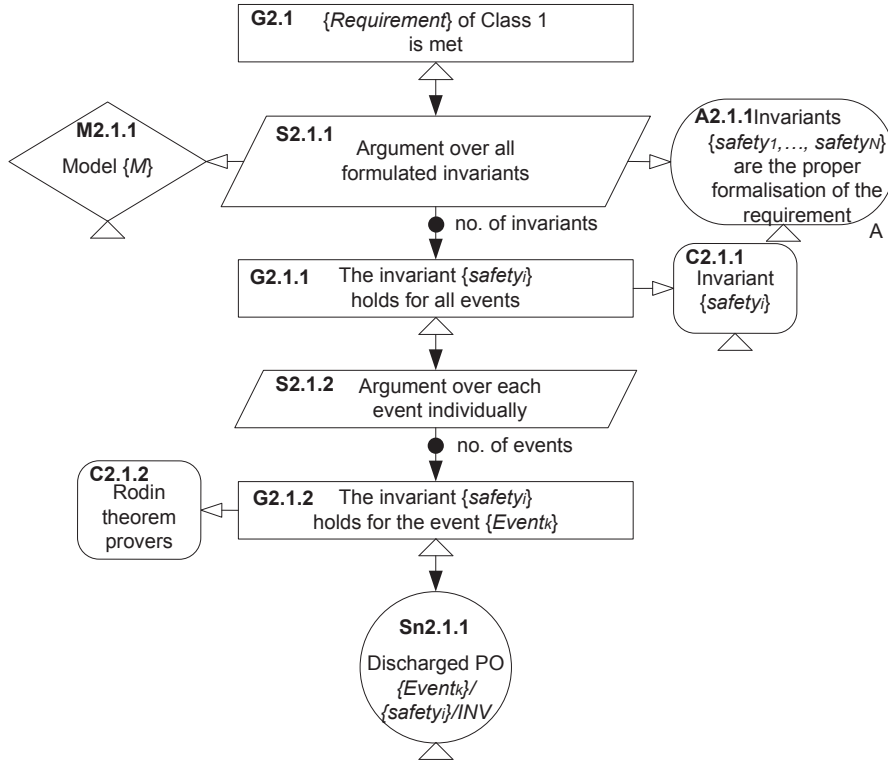 G2.1 {Requirement} of Class 1
is met
M2.1.1
Model {M}
S2.1.1
Argument over all
formulated invariants
A2.1.1 Invariants
{safety1,…, safetyN}
are the proper
formalisation of the
requirement
A
no. of invariants
G2.1.1 The invariant {safetyi}
holds for all events
C2.1.1
Invariant
{safetyi}
S2.1.2 Argument over each
event individually
no. of events
C2.1.2
Rodin
theorem
provers
G2.1.2 The invariant {safetyi}
holds for the event {Eventk}
Sn2.1.1
Discharged PO
{Eventk}/
{safetyi}/INV